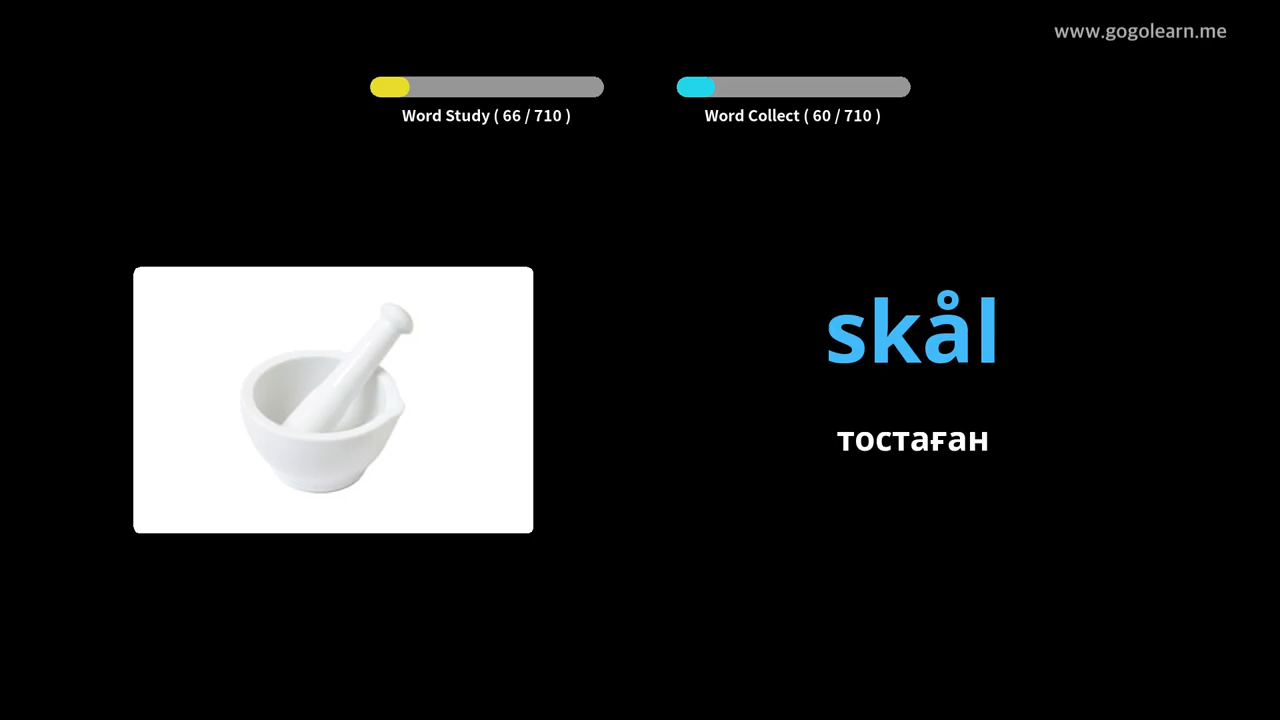 www.gogolearn.me
Word Study ( 66 / 710 )
Word Collect ( 60 / 710 )
skål
тостаған